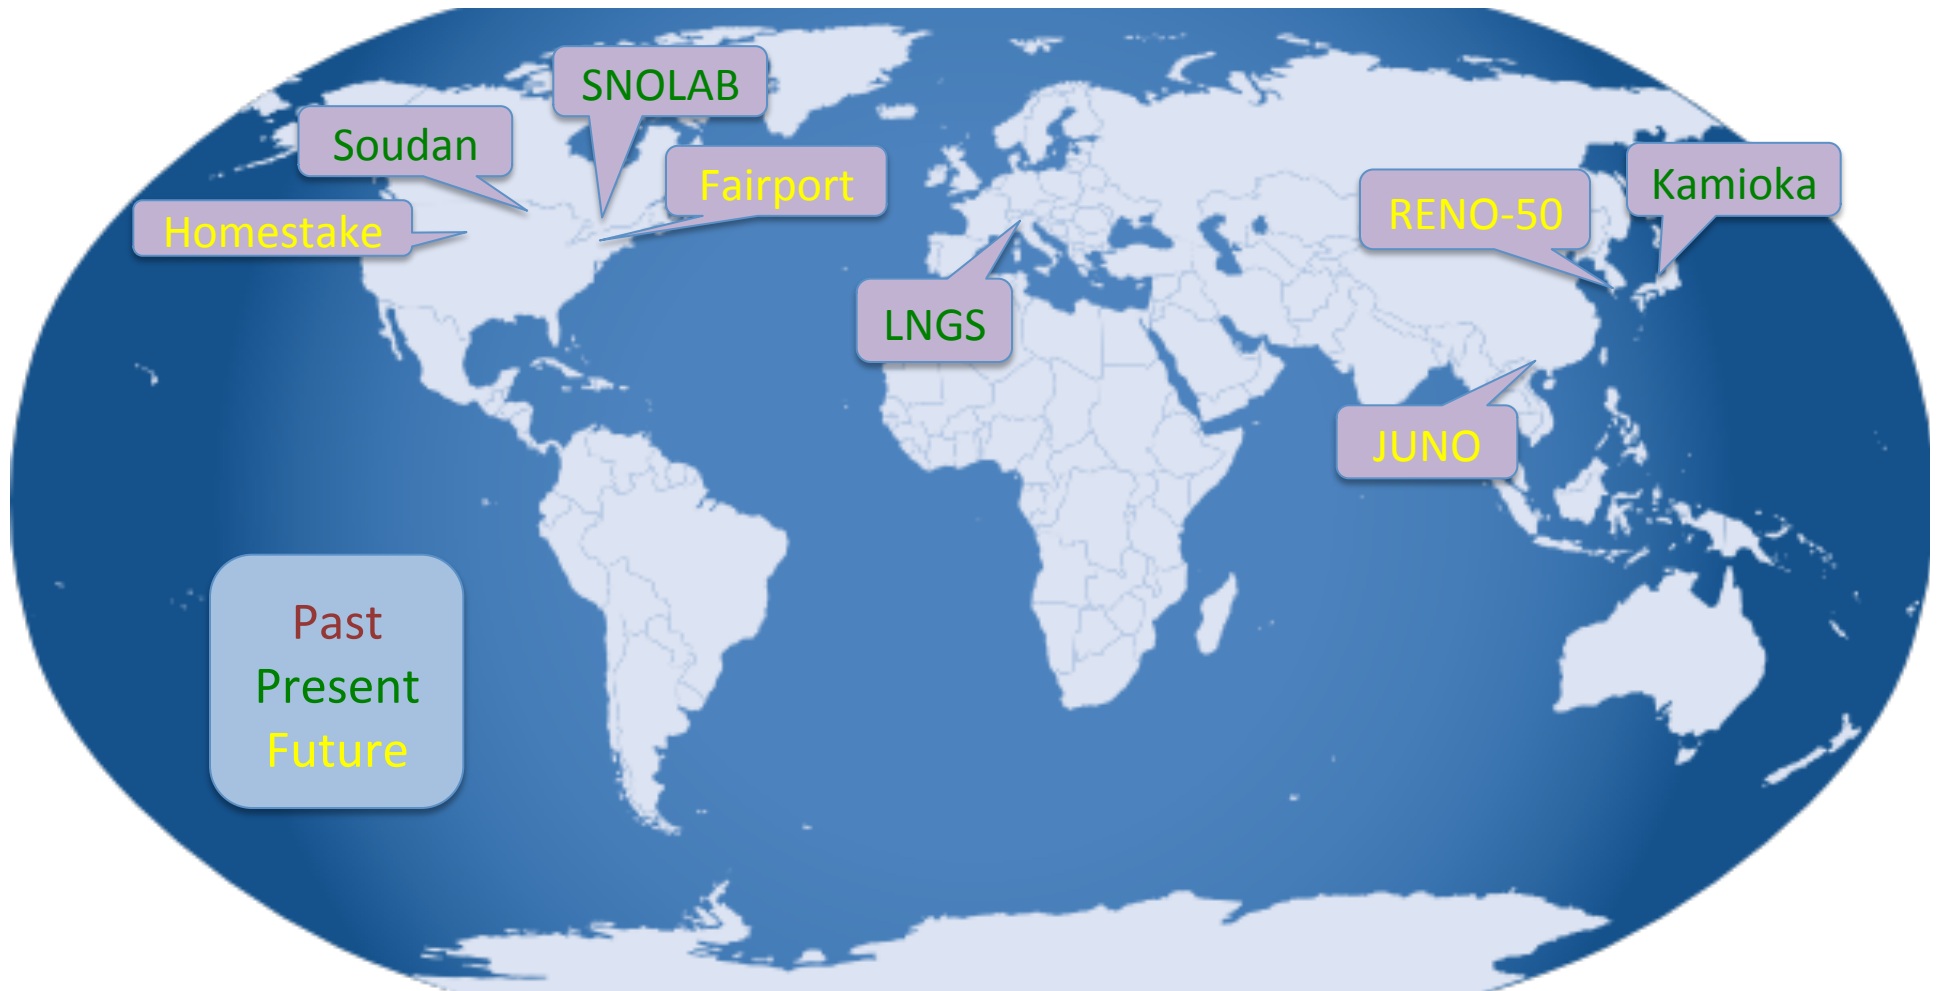 SNOLAB
Soudan
Fairport
Homestake
RENO-50
Kamioka
LNGS
JUNO
Past
Present
Future